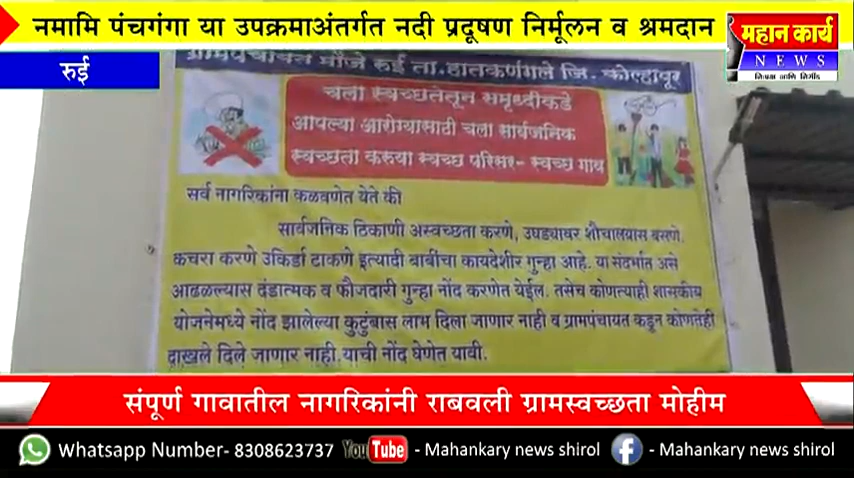 नमामि पंचगंगा या उपक्रमाअंतर्गत नदी प्रदूषण निर्मूलन व श्रमदान
महान कार्य
NEWS
रुई
ग्रामपंचायत मौजे रुई ता.हातकणंगले जि. कोल्हापूर
चला स्वच्छतेतून समृध्दीकडे
आपल्या आरोग्यासाठी चला सार्वजनिक
स्वच्छता करुया स्वच्छ परिसर- स्वच्छ गाव
सर्व नागरिकांना कळवणेत येते की
सार्वजनिक ठिकाणी अस्वच्छता करणे, उघड्यावर शौचालयास बसणे.
कचरा करणे उकिर्डा टाकणे इत्यादी बाबींचा कायदेशीर गुन्हा आहे. या संदर्भात असे
आढळल्यास दंडात्मक व फौजदारी गुन्हा नोंद करणेत येईल. तसेच कोणत्याही शासकीय
योजनेमध्ये नोंद झालेल्या कुटुंबास लाभ दिला जाणार नाही व ग्रामपंचायत कडून कोणतेही
दाखले दिले जाणार नाही.याची नोंद घेणेत यावी.
संपूर्ण गावातील नागरिकांनी राबवली ग्रामस्वच्छता मोहीम
Whatsapp Number- 8308623737 YouTube - Mahankary news shirol f - Mahankary news shirol